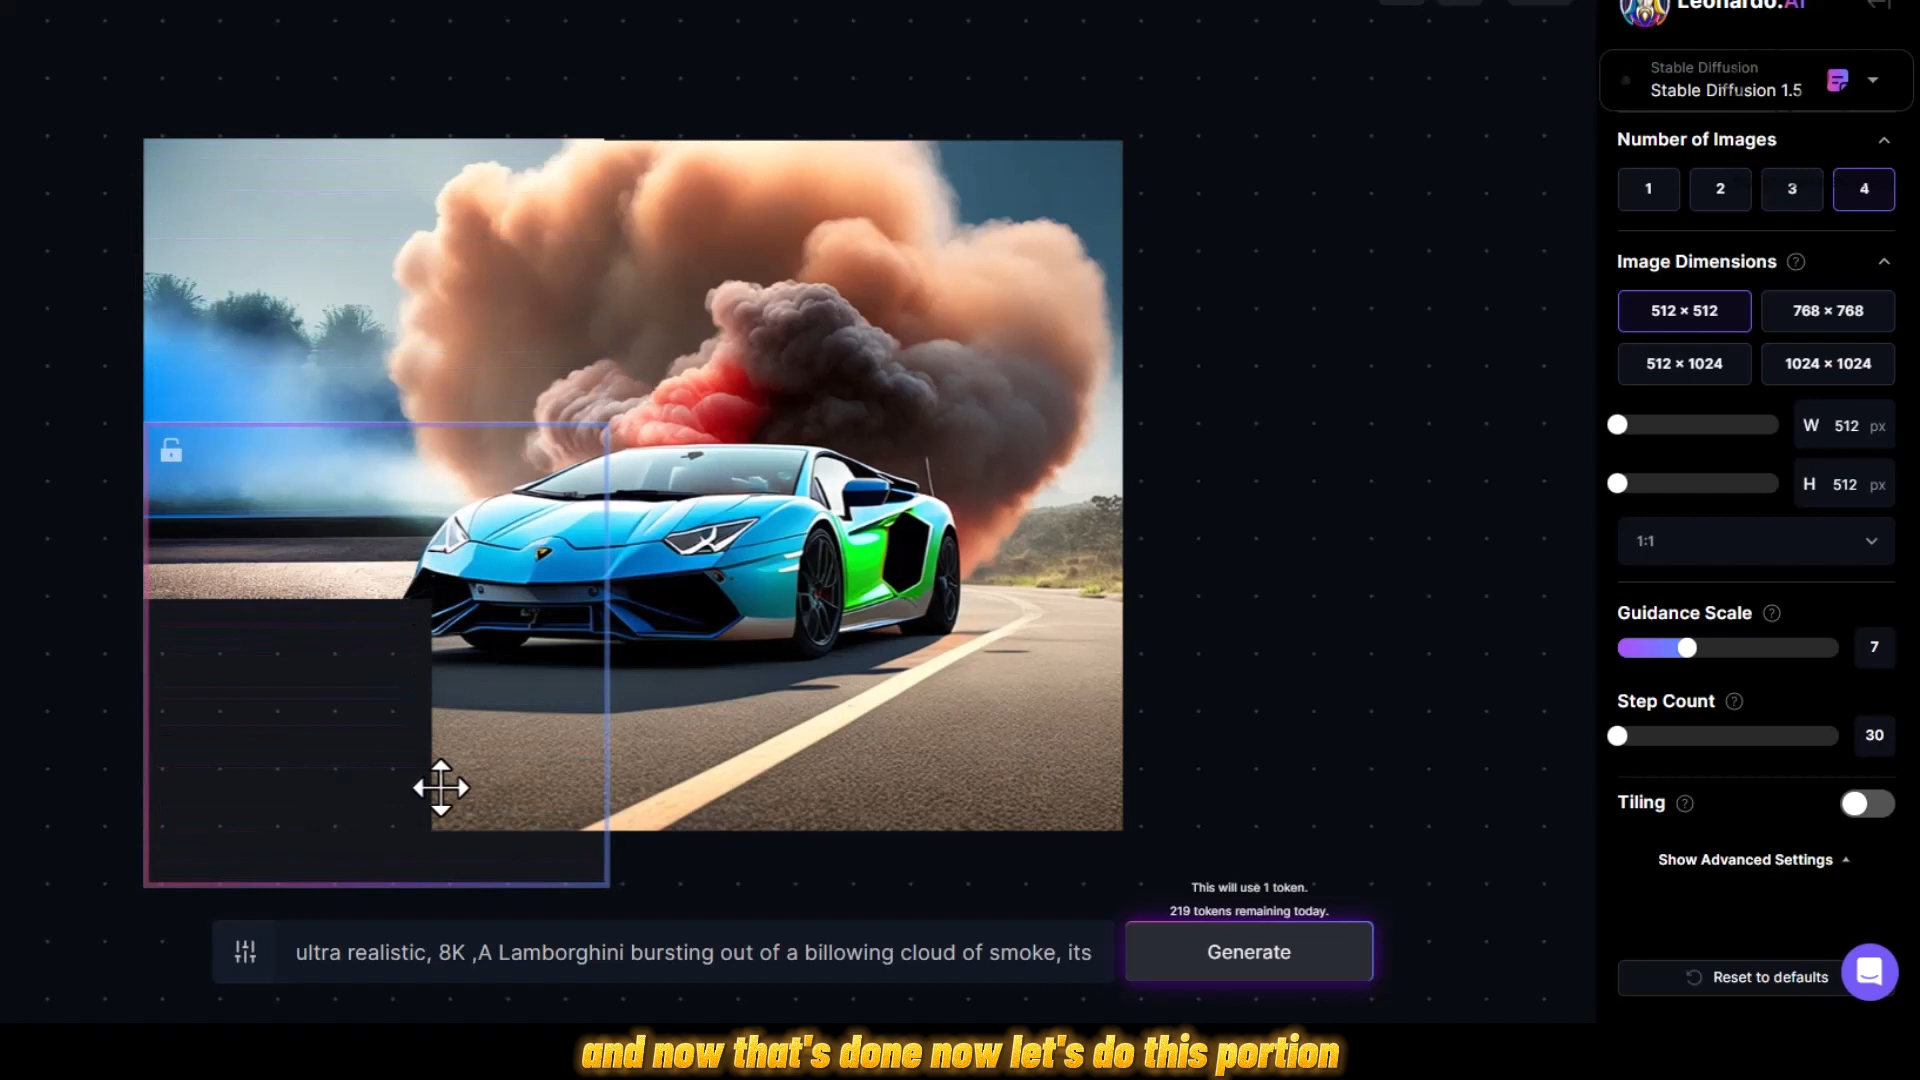 Leonardo.Ai
Stable Diffusion
Stable Diffusion 1.5
Number of Images
1
2
3
4
Image Dimensions ?
512 × 512
768 × 768
512 × 1024
1024 × 1024
W 512 px
H 512 px
1:1
Guidance Scale ?
7
Step Count ?
30
Tiling ?
Show Advanced Settings
This will use 1 token.
219 tokens remaining today.
ultra realistic, 8K ,A Lamborghini bursting out of a billowing cloud of smoke, its
Generate
Reset to defaults
and now that's done now let's do this portion